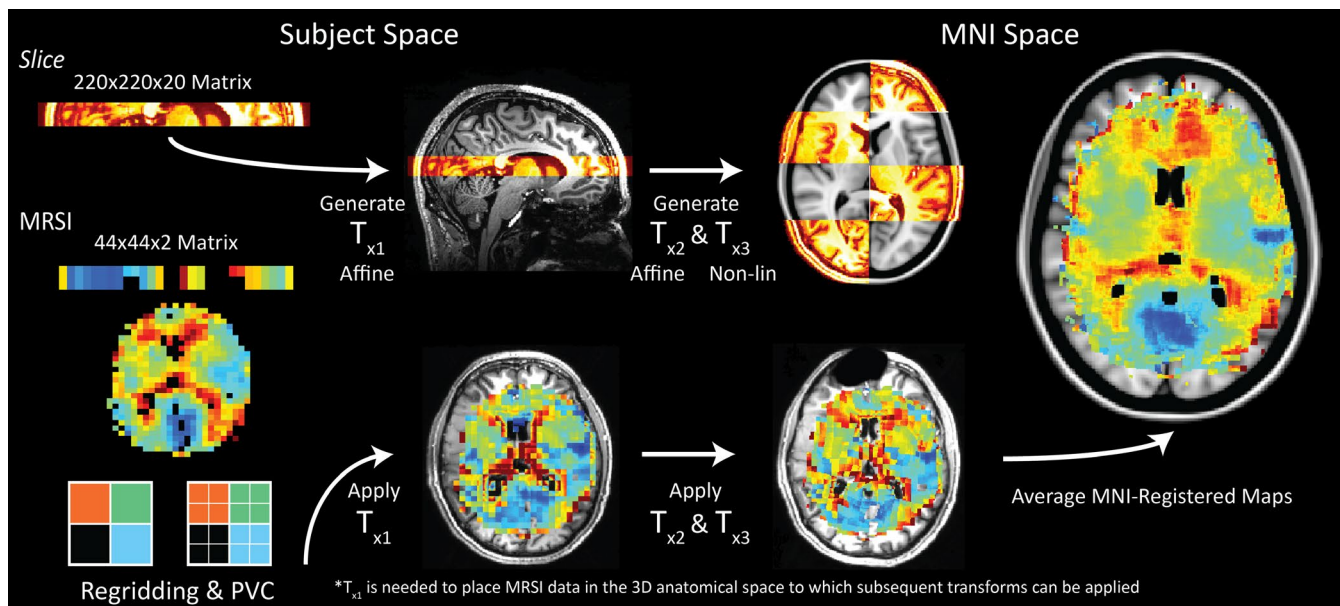 Subject Space
MNI Space
Slice
220x220x20 Matrix
Generate
Tx1
Affine
Generate
Tx2 & Tx3
Affine Non-lin
MRSI
44x44x2 Matrix
Apply
Tx1
Apply
Tx2 & Tx3
Average MNI-Registered Maps
Regridding & PVC
*Tx1 is needed to place MRSI data in the 3D anatomical space to which subsequent transforms can be applied